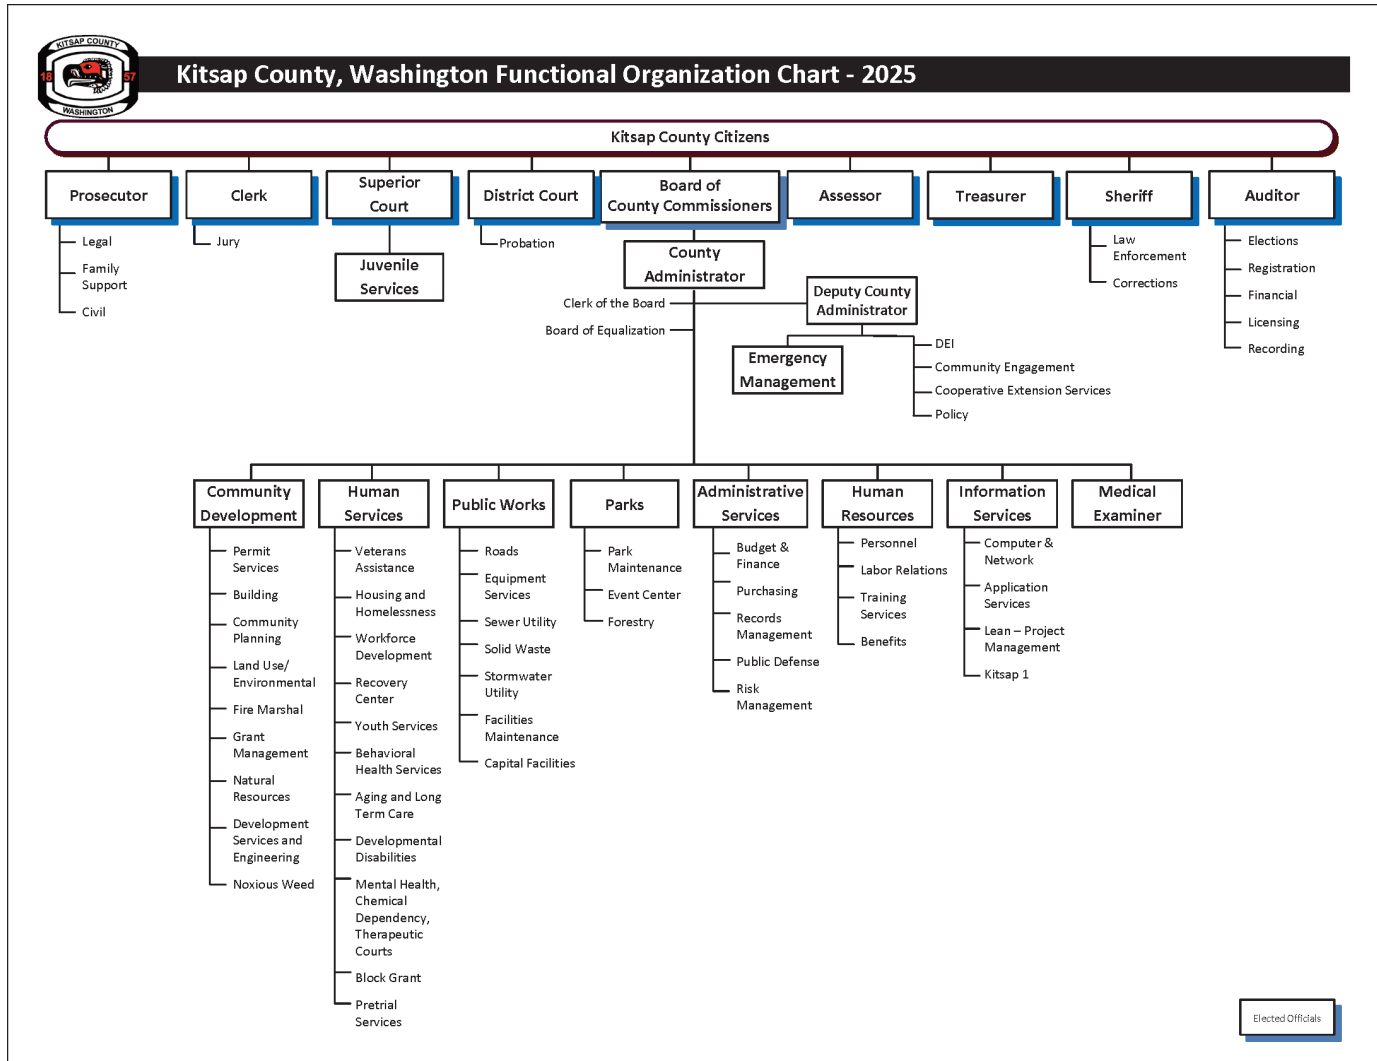 KITSAP COUNTY
18 57
WASHINGTON
Kitsap County, Washington Functional Organization Chart - 2025
Kitsap County Citizens
Prosecutor
Legal
Family
Support
Civil
Clerk
Jury
Superior
Court
Juvenile
Services
District Court
Probation
Board of
County Commissioners
County
Administrator
Clerk of the Board
Board of Equalization
Deputy County
Administrator
Emergency
Management
DEI
Community Engagement
Cooperative Extension Services
Policy
Assessor
Treasurer
Sheriff
Law
Enforcement
Corrections
Auditor
Elections
Registration
Financial
Licensing
Recording
Community
Development
Permit
Services
Building
Community
Planning
Land Use/
Environmental
Fire Marshal
Grant
Management
Natural
Resources
Development
Services and
Engineering
Noxious Weed
Human
Services
Veterans
Assistance
Housing and
Homelessness
Workforce
Development
Recovery
Center
Youth Services
Behavioral
Health Services
Aging and Long
Term Care
Developmental
Disabilities
Mental Health,
Chemical
Dependency,
Therapeutic
Courts
Block Grant
Pretrial
Services
Public Works
Roads
Equipment
Services
Sewer Utility
Solid Waste
Stormwater
Utility
Facilities
Maintenance
Capital Facilities
Parks
Park
Maintenance
Event Center
Forestry
Administrative
Services
Budget &
Finance
Purchasing
Records
Management
Public Defense
Risk
Management
Human
Resources
Personnel
Labor Relations
Training
Services
Benefits
Information
Services
Computer &
Network
Application
Services
Lean – Project
Management
Kitsap 1
Medical
Examiner
Elected Officials